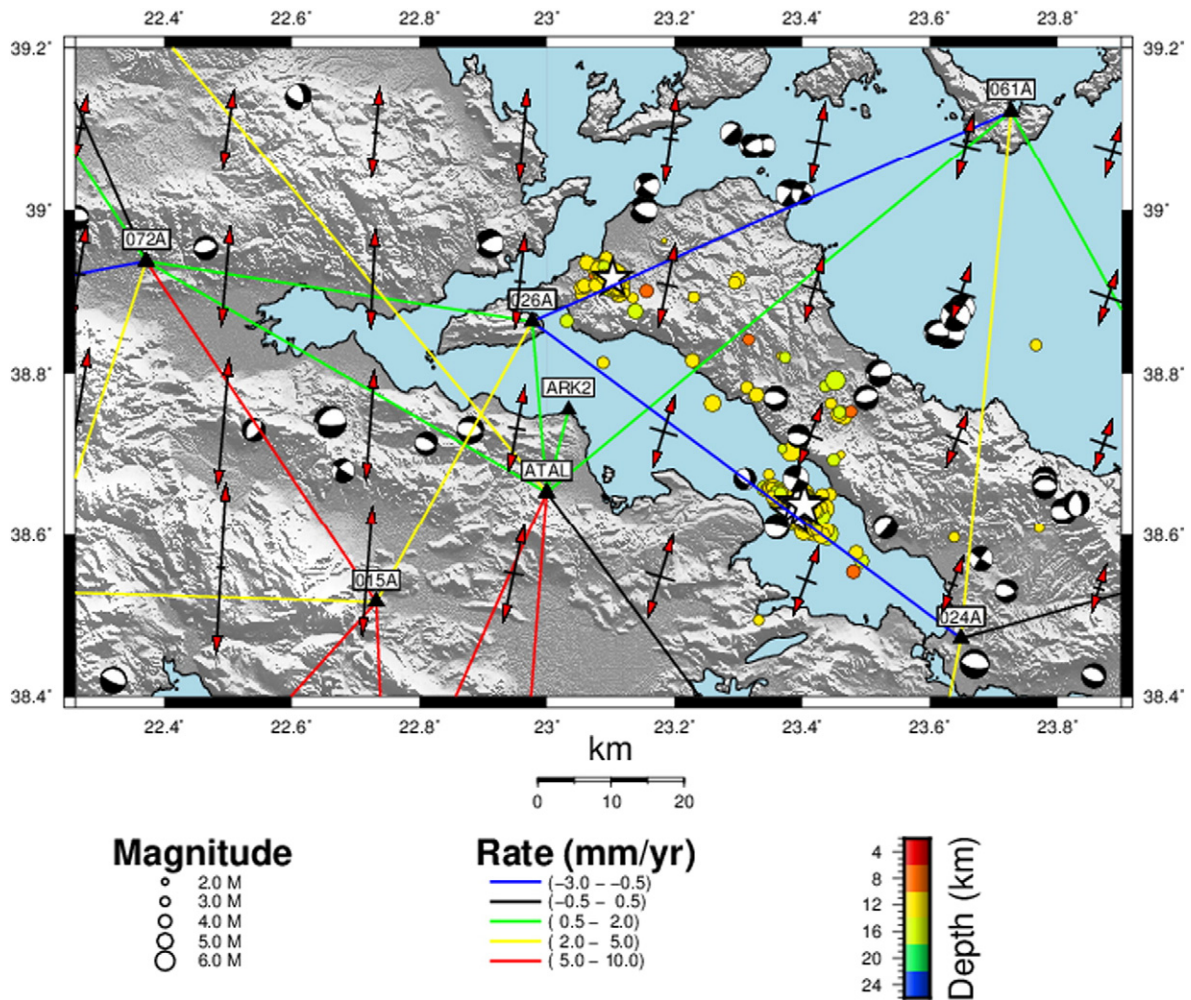 22.4° 22.6° 22.8° 23° 23.2° 23.4° 23.6° 23.8°
39.2° 39.2°
061A
39° 39°
072A
026A
38.8° 38.8°
ARK2
ATAL
38.6° 38.6°
015A
024A
38.4° 38.4°
22.4° 22.6° 22.8° 23° 23.2° 23.4° 23.6° 23.8°
km
0 10 20
Magnitude
2.0 M
3.0 M
4.0 M
5.0 M
6.0 M
Rate (mm/yr)
(-3.0 – -0.5)
(-0.5 – 0.5)
( 0.5 – 2.0)
( 2.0 – 5.0)
( 5.0 – 10.0)
4
8
12
16
20
24
Depth (km)